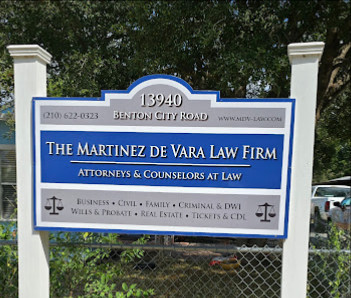 13940
(210) 622-0323 BENTON CITY ROAD WWW.MDV-LAW.COM
THE MARTINEZ DE VARA LAW FIRM
ATTORNEYS & COUNSELORS AT LAW
BUSINESS • CIVIL • FAMILY • CRIMINAL & DWI
WILLS & PROBATE • REAL ESTATE • TICKETS & CDL